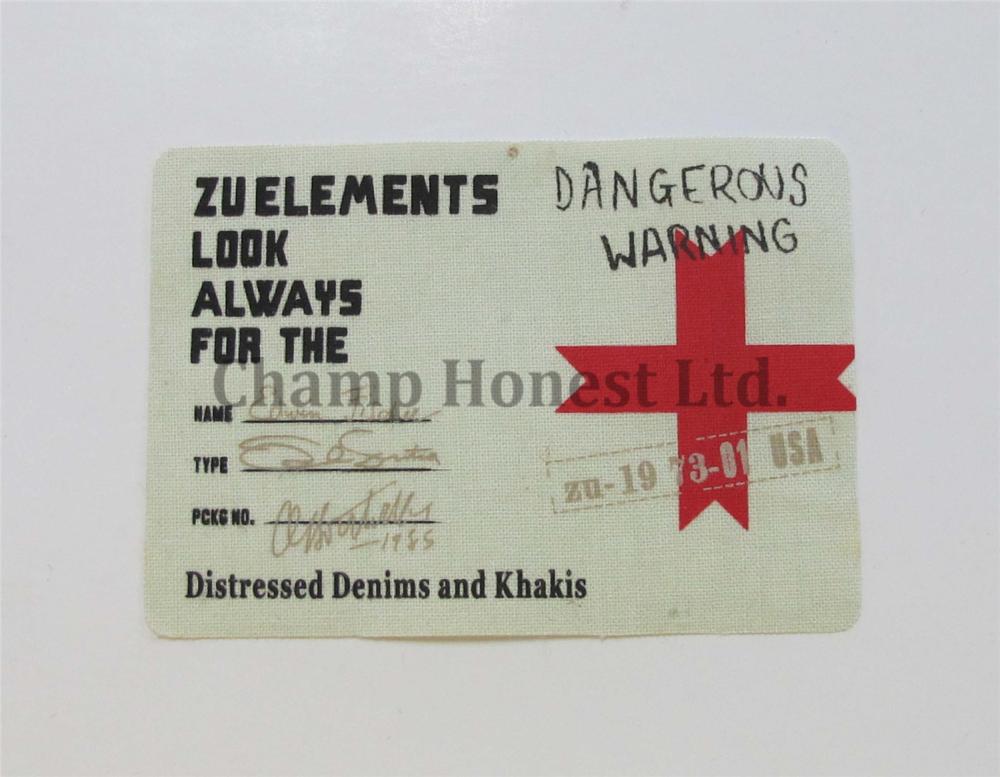 ZU ELEMENTS
LOOK
ALWAYS
FOR THE
DANGEROUS
WARNING
Champ Honest Ltd.
NAME Edwin
TYPE
PCKG NO.
1985
zu-19 73-01 USA
Distressed Denims and Khakis